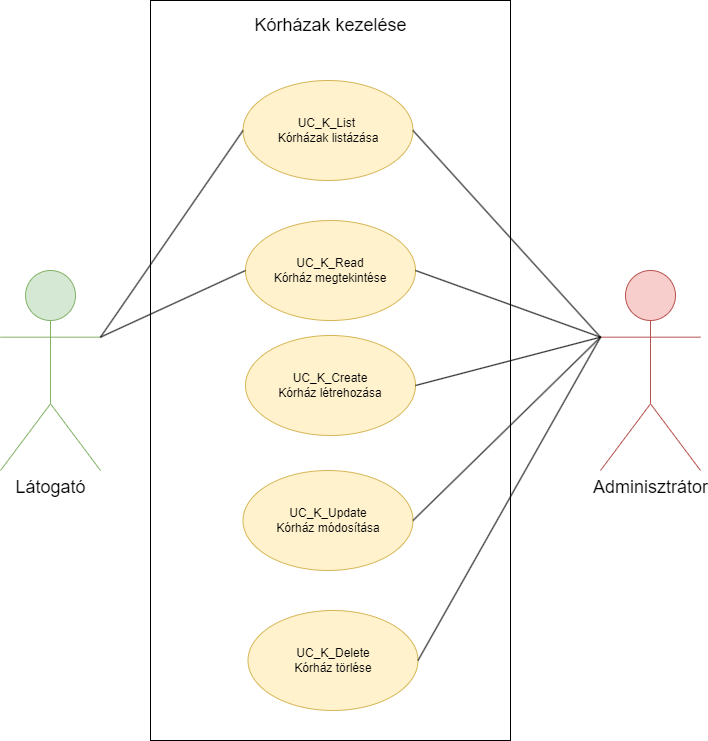 Kórházak kezelése
UC_K_List
Kórházak listázása
UC_K_Read
Kórház megtekintése
UC_K_Create
Kórház létrehozása
Látogató
Adminisztrátor
UC_K_Update
Kórház módosítása
UC_K_Delete
Kórház törlése